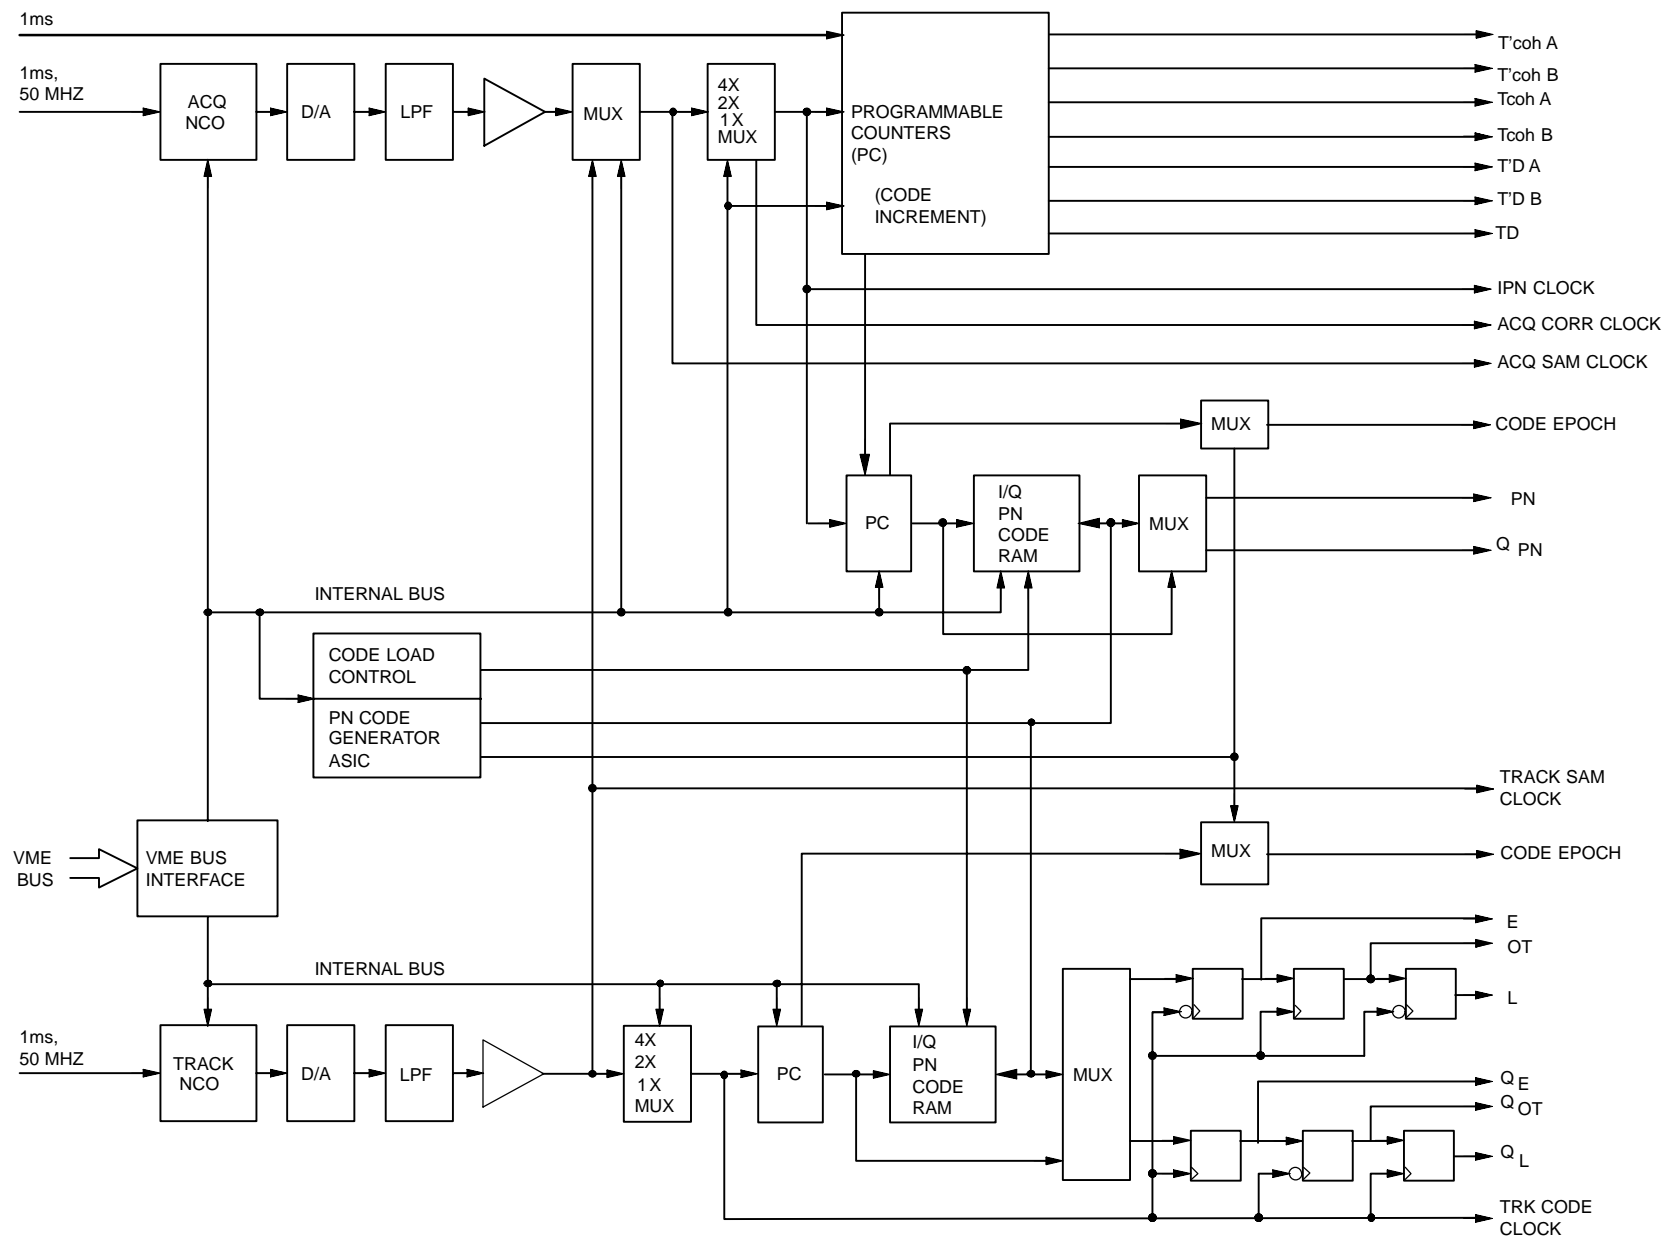 1ms
1ms,
50 MHZ
ACQ
NCO
D/A
LPF
MUX
4X
2X
1X
MUX
PROGRAMMABLE
COUNTERS
(PC)
(CODE
INCREMENT)
T'coh A
T'coh B
Tcoh A
Tcoh B
T'D A
T'D B
TD
IPN CLOCK
ACQ CORR CLOCK
ACQ SAM CLOCK
MUX
CODE EPOCH
PC
I/Q
PN
CODE
RAM
MUX
PN
Q PN
INTERNAL BUS
CODE LOAD
CONTROL
PN CODE
GENERATOR
ASIC
TRACK SAM
CLOCK
VME
BUS
VME BUS
INTERFACE
MUX
CODE EPOCH
INTERNAL BUS
1ms,
50 MHZ
TRACK
NCO
D/A
LPF
4X
2X
1X
MUX
PC
I/Q
PN
CODE
RAM
MUX
E
OT
L
Q E
Q OT
Q L
TRK CODE
CLOCK